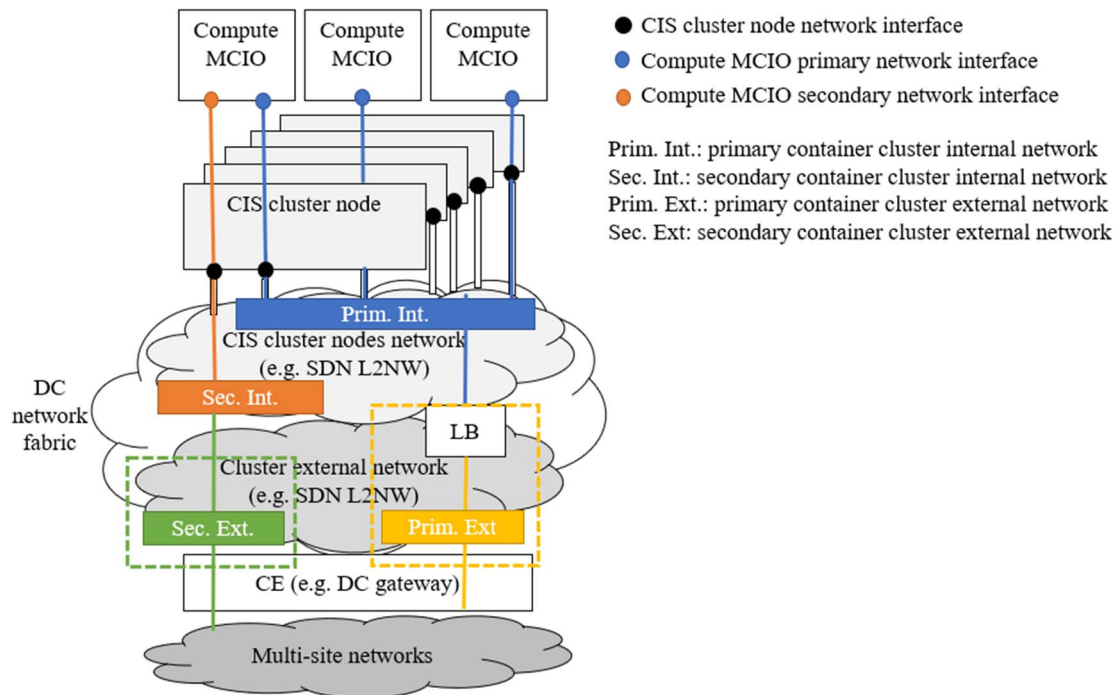 Compute
MCIO
Compute
MCIO
Compute
MCIO
CIS cluster node network interface
Compute MCIO primary network interface
Compute MCIO secondary network interface
Prim. Int.: primary container cluster internal network
Sec. Int.: secondary container cluster internal network
Prim. Ext.: primary container cluster external network
Sec. Ext: secondary container cluster external network
CIS cluster node
Prim. Int.
CIS cluster nodes network
(e.g. SDN L2NW)
DC
network
fabric
Sec. Int.
LB
Cluster external network
(e.g. SDN L2NW)
Sec. Ext.
Prim. Ext
CE (e.g. DC gateway)
Multi-site networks